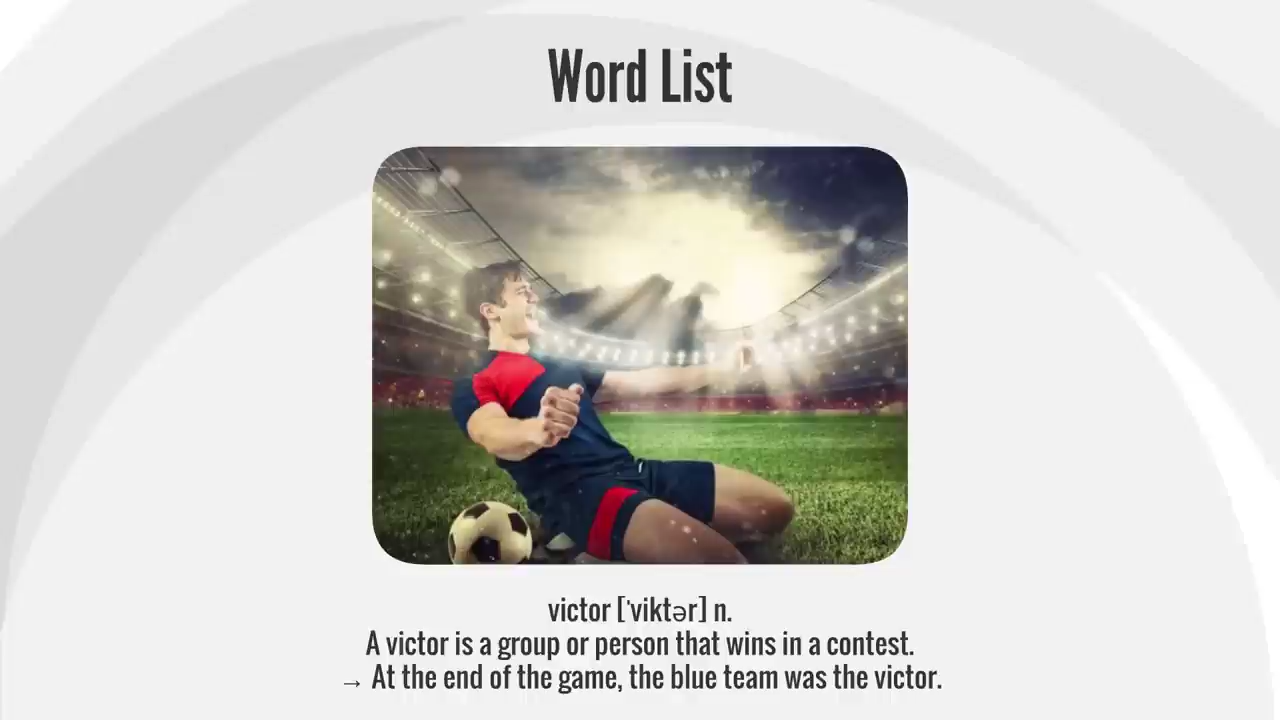 Word List
victor [ˈviktər] n.
A victor is a group or person that wins in a contest.
→ At the end of the game, the blue team was the victor.